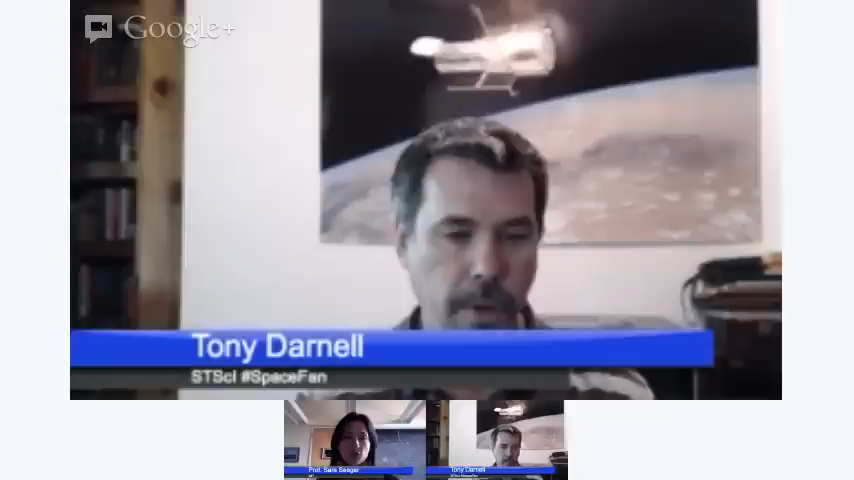 Google+
Tony Darnell
STScI #SpaceFan
Prof. Sara Seager
Tony Darnell